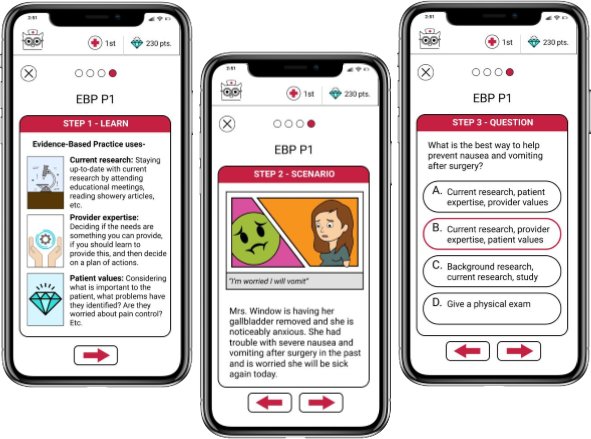 2:51
1st
230 pts.
EBP P1
STEP 1 - LEARN
Evidence-Based Practice uses-
Current research: Staying
up-to-date with current
research by attending
educational meetings,
reading showery articles,
etc.
Provider expertise:
Deciding if the needs are
something you can provide,
if you should learn to
provide this, and then decide
on a plan of actions.
Patient values: Considering
what is important to the
patient, what problems have
they identified? Are they
worried about pain control?
Etc.
2:51
1st
230 pts.
EBP P1
STEP 2 - SCENARIO
"I'm worried I will vomit"
Mrs. Window is having her
gallbladder removed and she is
noticeably anxious. She had
trouble with severe nausea and
vomiting after surgery in the past
and is worried she will be sick
again today.
2:51
1st
230 pts.
EBP P1
STEP 3 - QUESTION
What is the best way to help
prevent nausea and vomiting
after surgery?
A. Current research, patient
expertise, provider values
B. Current research, provider
expertise, patient values
C. Background research,
current research, study
D. Give a physical exam